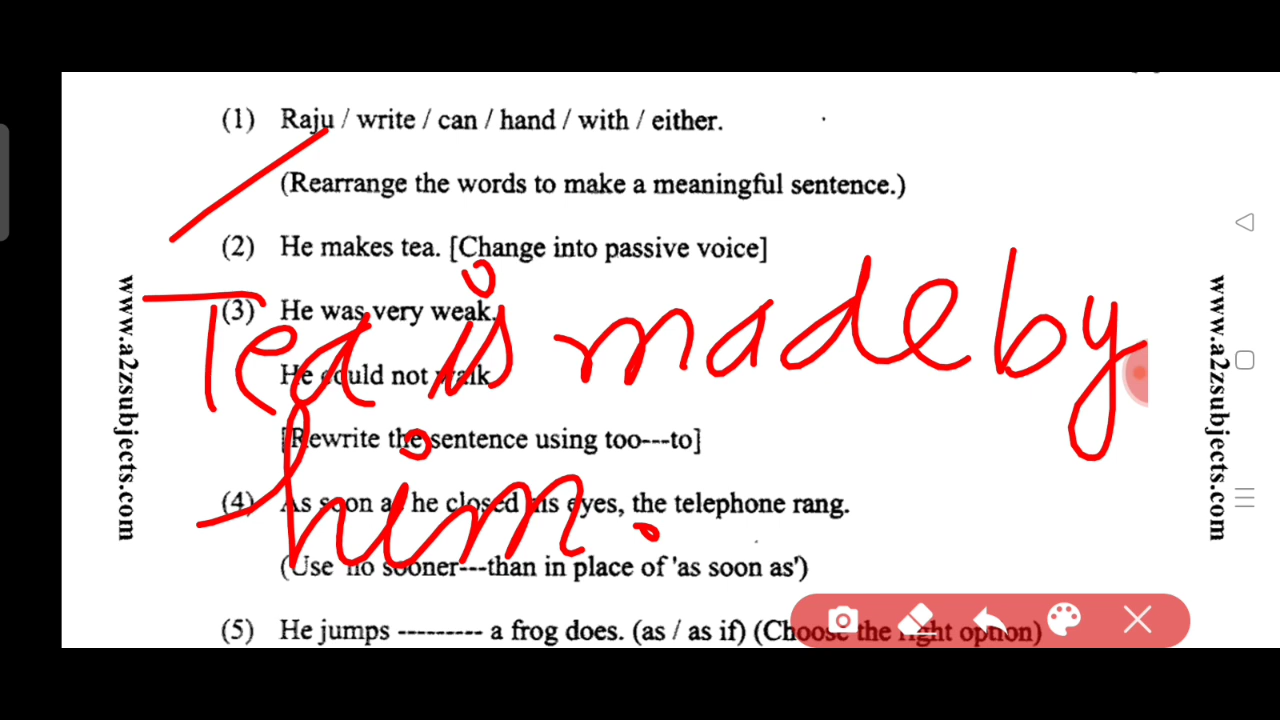 (1) Raju / write / can / hand / with / either.
(Rearrange the words to make a meaningful sentence.)
(2) He makes tea. [Change into passive voice]
(3) He was very weak.
He could not walk
[Rewrite the sentence using too---to]
(4) As soon as he closed his eyes, the telephone rang.
(Use 'no sooner---than in place of 'as soon as')
(5) He jumps --------- a frog does. (as / as if) (Choose the right option)
Tea is made by
him.
www.a2zsubjects.com
www.a2zsubjects.com